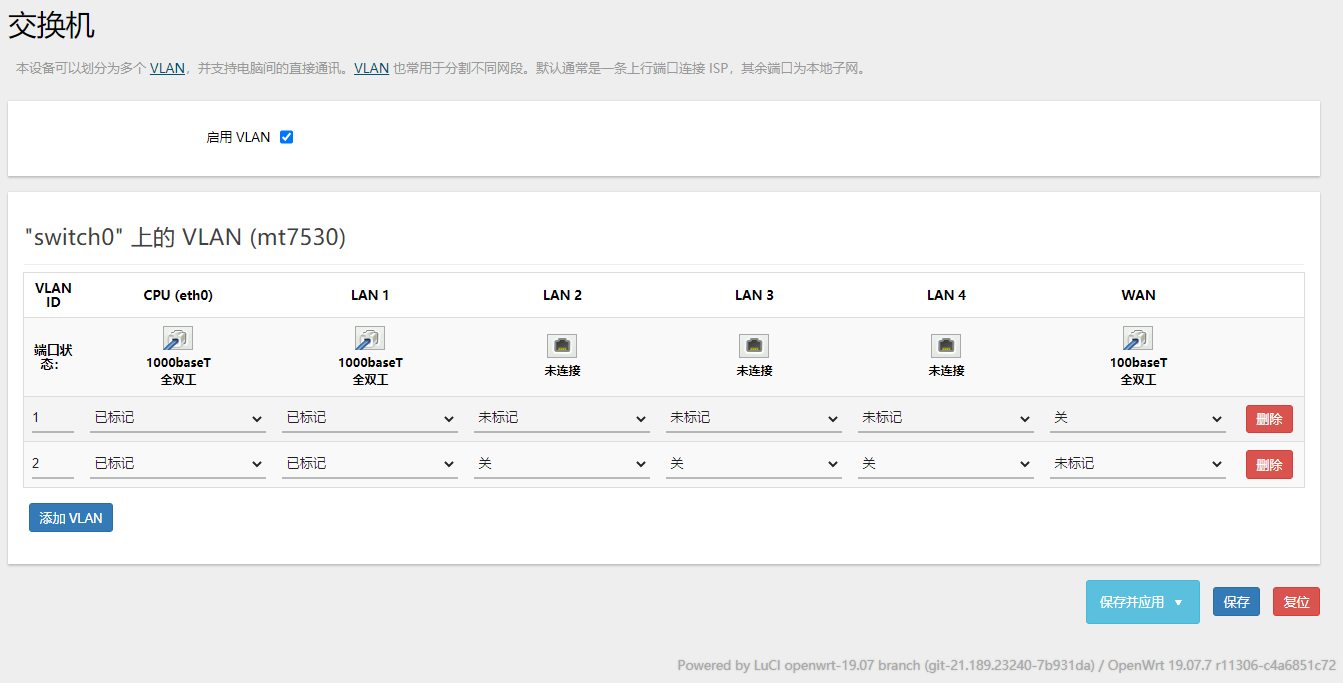 交换机
本设备可以划分为多个 VLAN，并支持电脑间的直接通讯。VLAN 也常用于分割不同网段。默认通常是一条上行端口连接 ISP，其余端口为本地子网。
启用 VLAN
"switch0" 上的 VLAN (mt7530)
VLAN ID CPU (eth0) LAN 1 LAN 2 LAN 3 LAN 4 WAN
端口状态： 1000baseT 全双工 1000baseT 全双工 未连接 未连接 未连接 100baseT 全双工
1 已标记 已标记 未标记 未标记 未标记 关 删除
2 已标记 已标记 关 关 关 未标记 删除
添加 VLAN
保存并应用 保存 复位
Powered by LuCI openwrt-19.07 branch (git-21.189.23240-7b931da) / OpenWrt 19.07.7 r11306-c4a6851c72